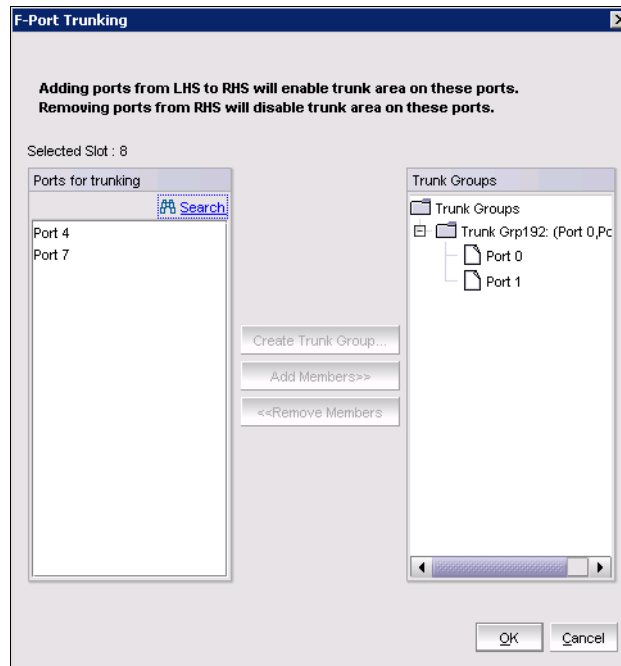 F-Port Trunking
Adding ports from LHS to RHS will enable trunk area on these ports.
Removing ports from RHS will disable trunk area on these ports.
Selected Slot : 8
Ports for trunking
Search
Port 4
Port 7
Create Trunk Group...
Add Members>>
<<Remove Members
Trunk Groups
Trunk Groups
Trunk Grp192: (Port 0,Pc
Port 0
Port 1
OK
Cancel